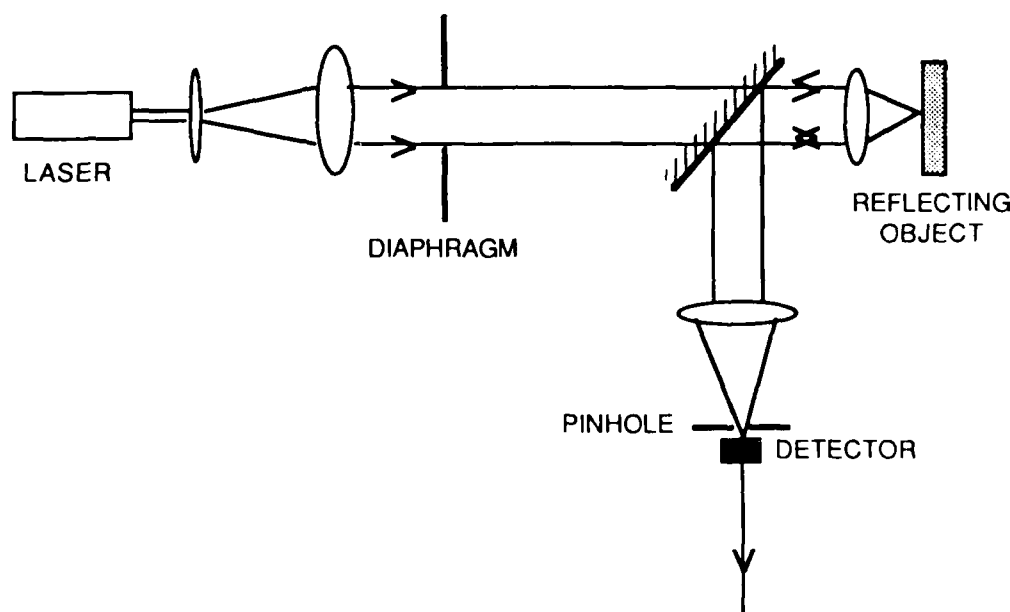 LASER
DIAPHRAGM
REFLECTING
OBJECT
PINHOLE
DETECTOR